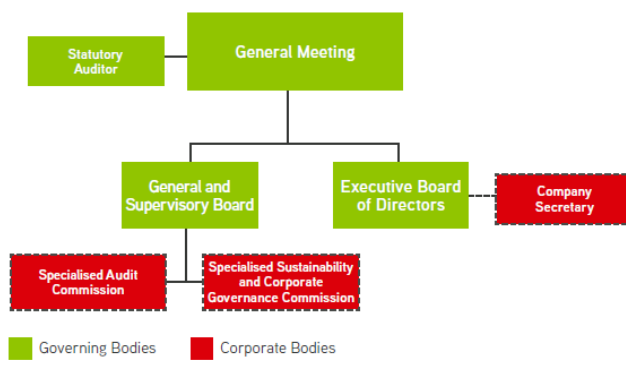 General Meeting
Statutory
Auditor
General and
Supervisory Board
Executive Board
of Directors
Company
Secretary
Specialised Audit
Commission
Specialised Sustainability
and Corporate
Governance Commission
Governing Bodies
Corporate Bodies